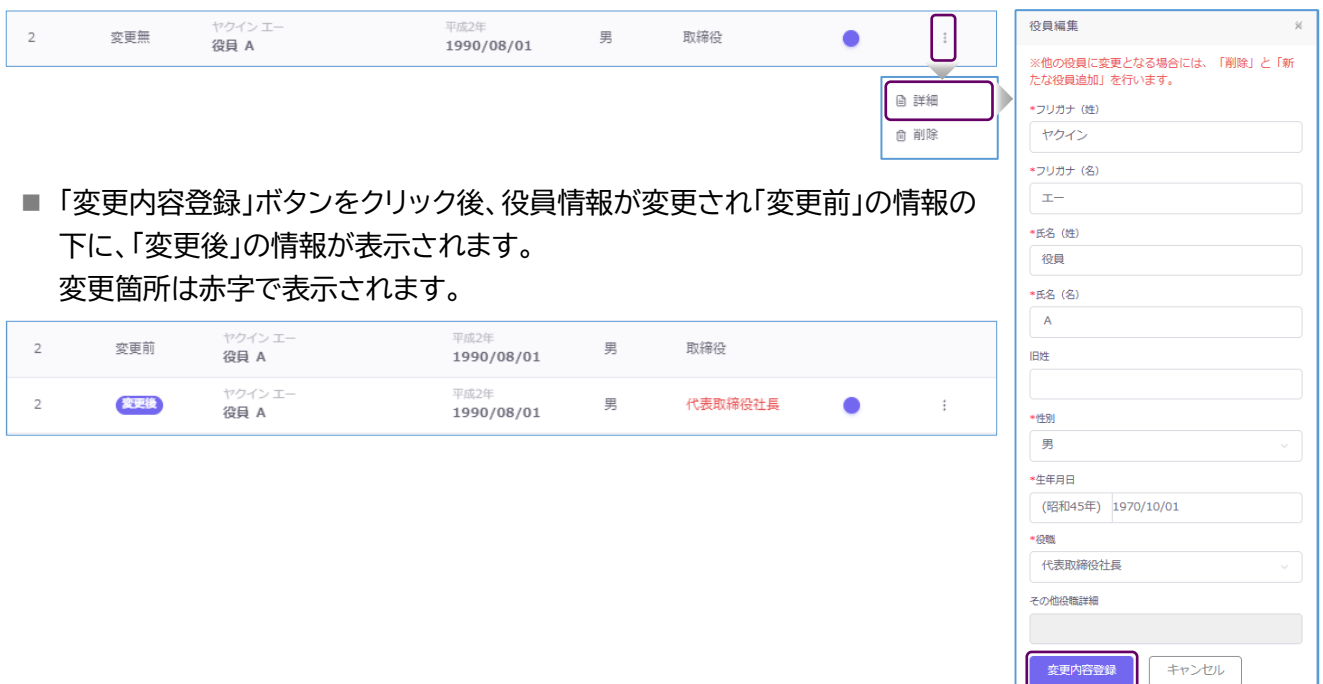 2 変更無 ヤクイン エー 平成2年 男 取締役
役員 A 1990/08/01
詳細
削除
■ 「変更内容登録」ボタンをクリック後、役員情報が変更され「変更前」の情報の
下に、「変更後」の情報が表示されます。
変更箇所は赤字で表示されます。
2 変更前 ヤクイン エー 平成2年 男 取締役
役員 A 1990/08/01
2 変更後 ヤクイン エー 平成2年 男 代表取締役社長
役員 A 1990/08/01
役員編集 ×
※他の役員に変更となる場合には、「削除」と「新
たな役員追加」を行います。
*フリガナ（姓）
ヤクイン
*フリガナ（名）
エー
*氏名（姓）
役員
*氏名（名）
A
旧姓
*性別
男
*生年月日
(昭和45年) 1970/10/01
*役職
代表取締役社長
その他役職詳細
変更内容登録 キャンセル